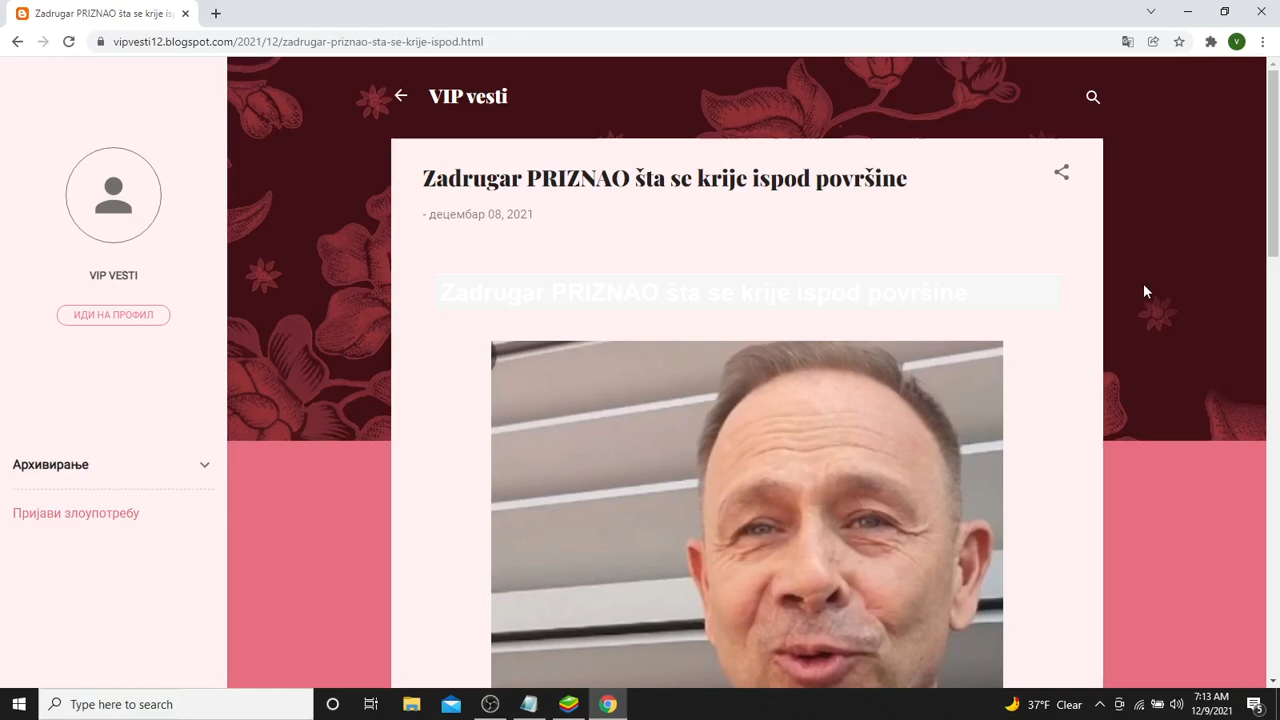 Zadrugar PRIZNAO šta se krije isp
vipvesti12.blogspot.com/2021/12/zadrugar-priznao-sta-se-krije-ispod.html
V
VIP vesti
Zadrugar PRIZNAO šta se krije ispod površine
- децембар 08, 2021
VIP VESTI
ИДИ НА ПРОФИЛ
Zadrugar PRIZNAO šta se krije ispod površine
Архивирање
Пријави злоупотребу
Type here to search
37°F Clear
7:13 AM
12/9/2021